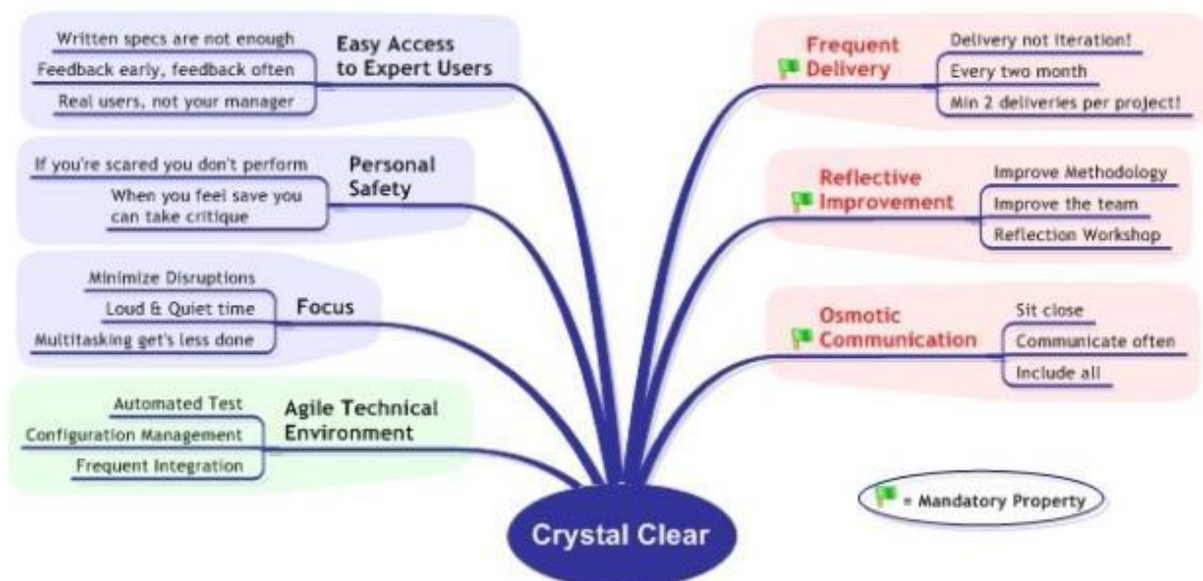 Written specs are not enough
Feedback early, feedback often
Real users, not your manager
Easy Access
to Expert Users
If you're scared you don't perform
When you feel save you
can take critique
Personal
Safety
Minimize Disruptions
Loud & Quiet time
Multitasking get's less done
Focus
Automated Test
Configuration Management
Frequent Integration
Agile Technical
Environment
Frequent
Delivery
Delivery not iteration!
Every two month
Min 2 deliveries per project!
Reflective
Improvement
Improve Methodology
Improve the team
Reflection Workshop
Osmotic
Communication
Sit close
Communicate often
Include all
= Mandatory Property
Crystal Clear